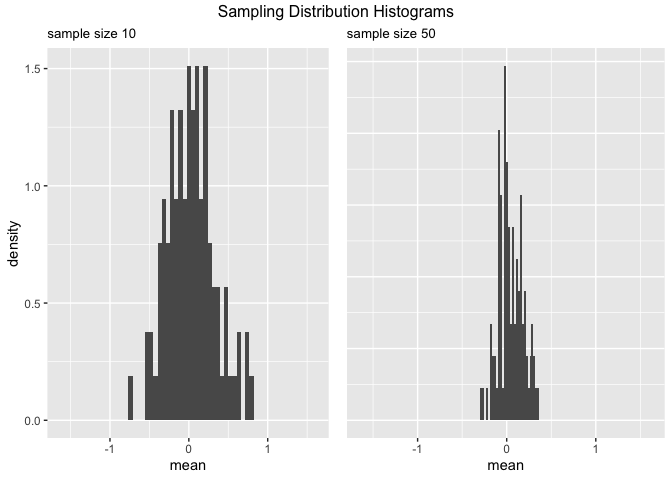 Sampling Distribution Histograms
sample size 10
sample size 50
1.5
1.0
0.5
0.0
density
-1
0
1
-1
0
1
mean
mean